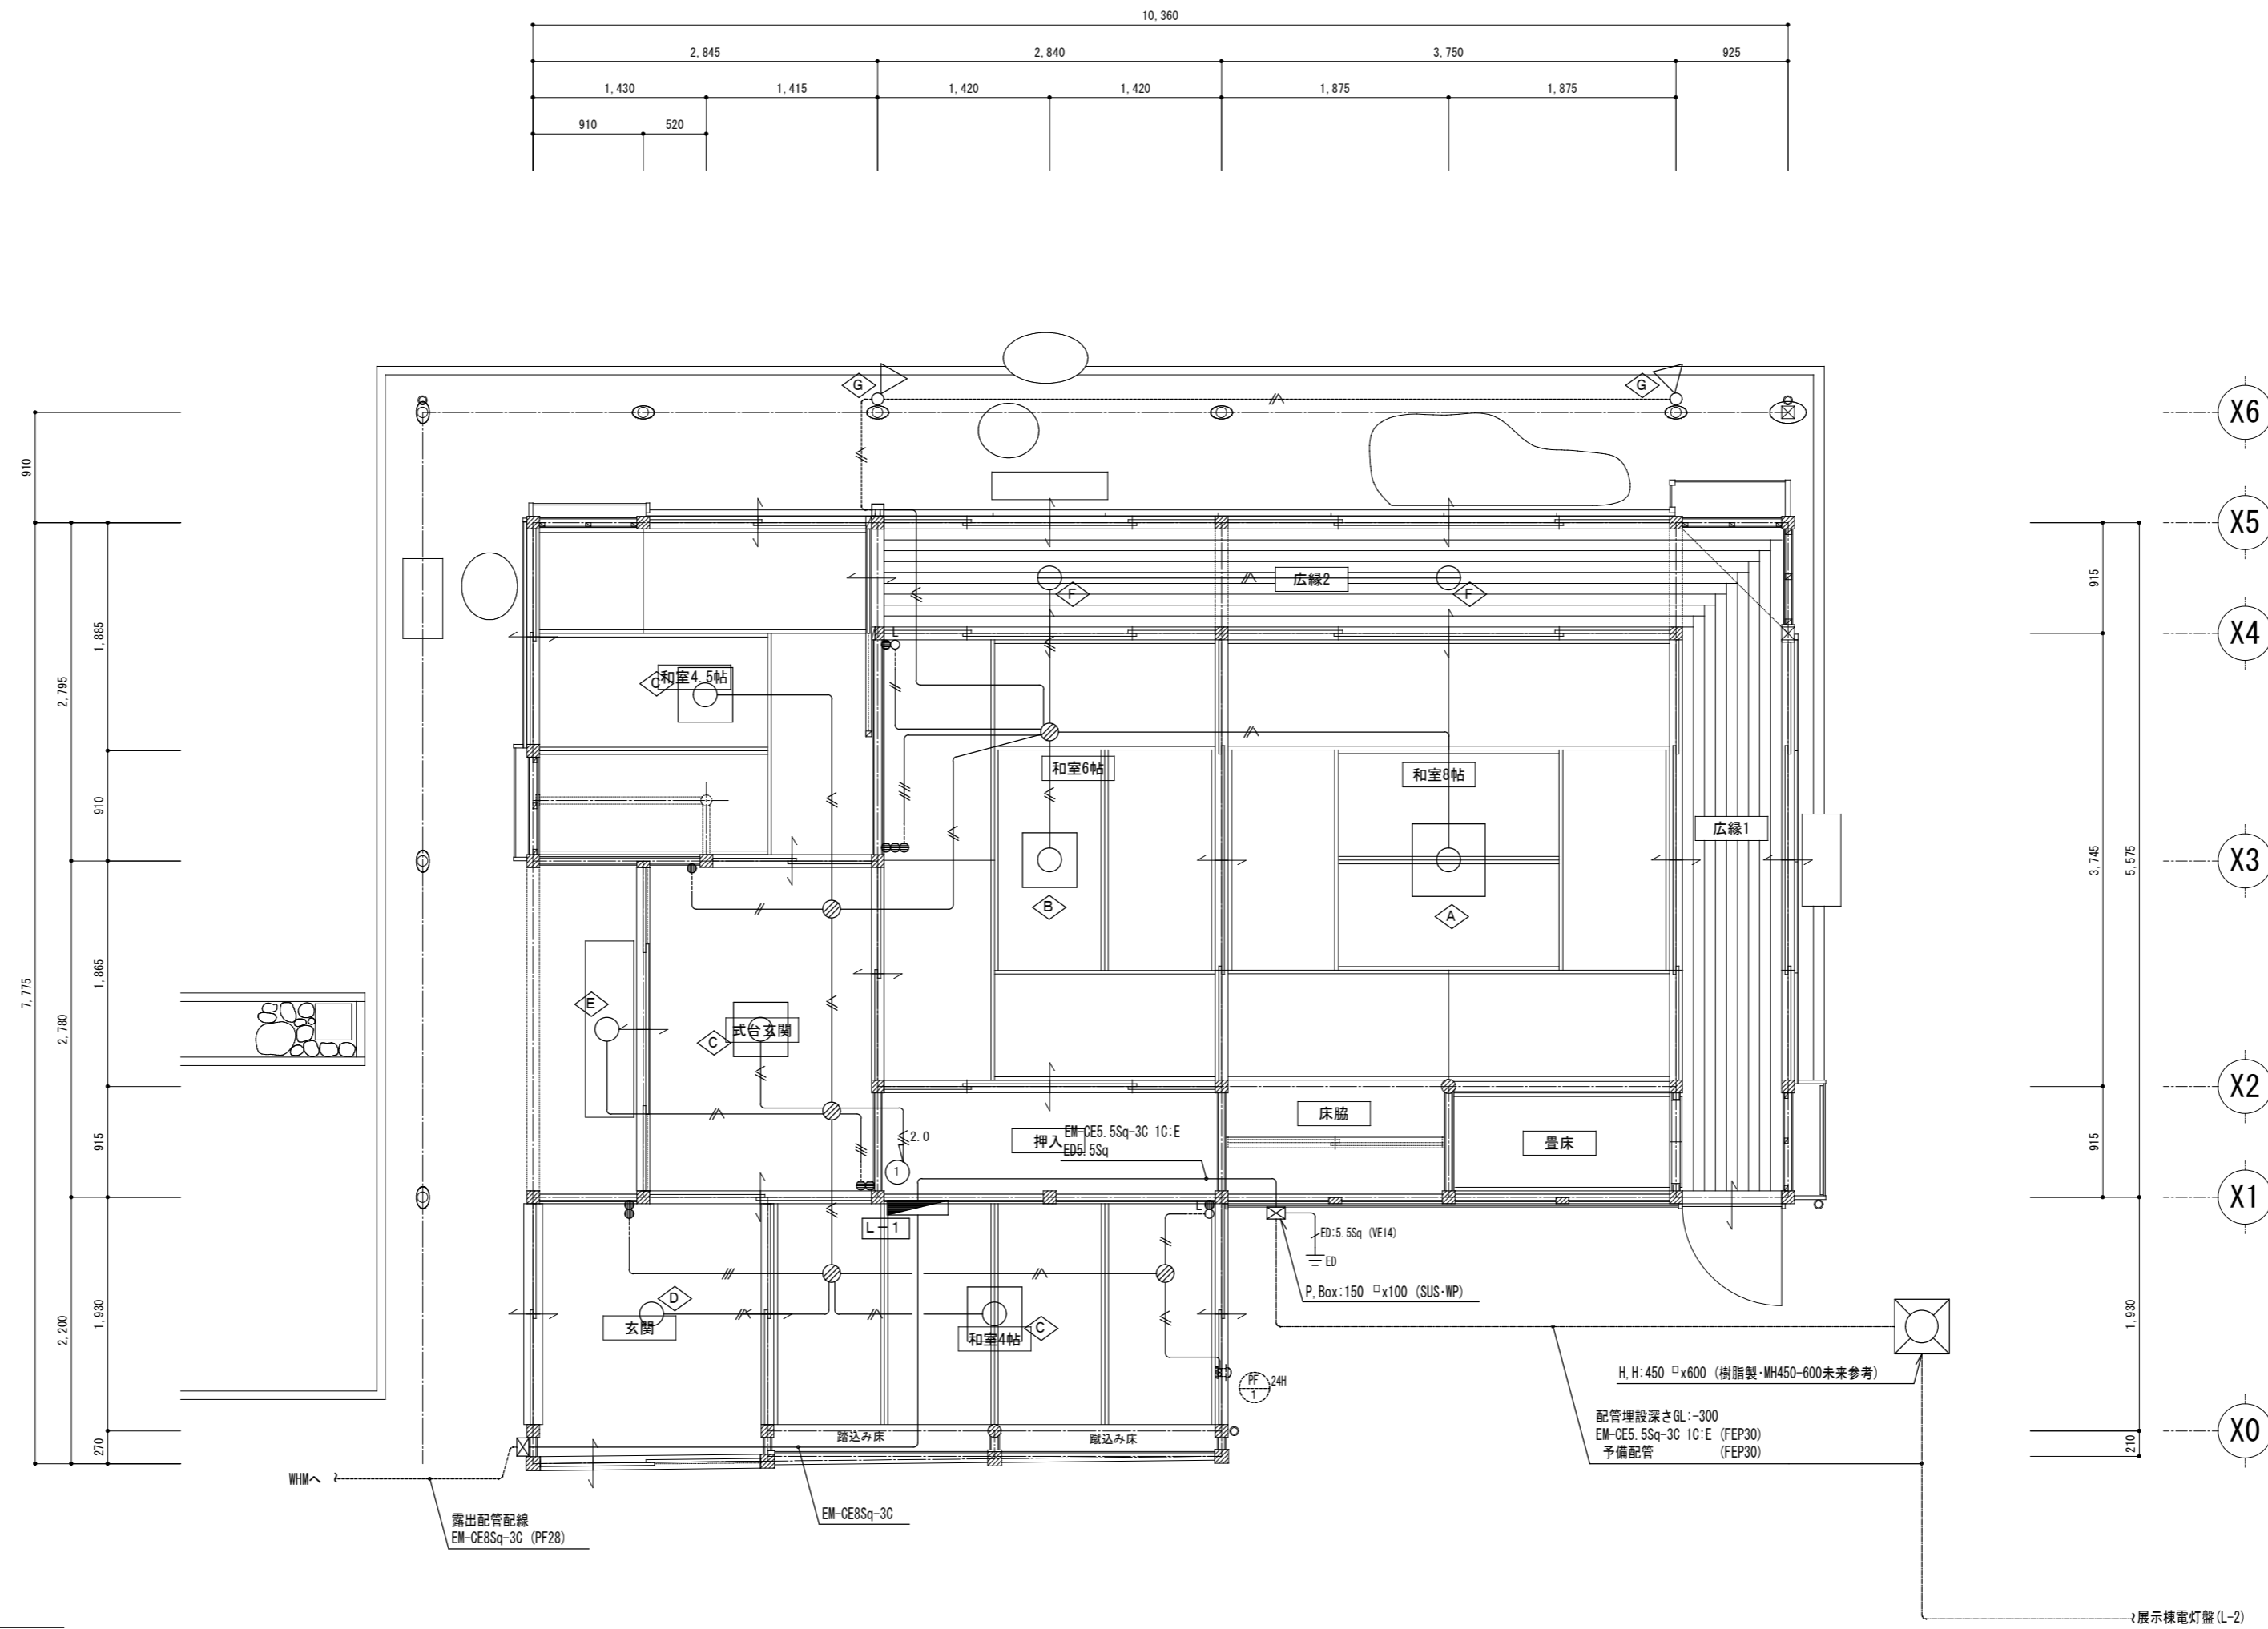 10,360
2,845
2,840
3,750
925
1,430
1,415
1,420
1,420
1,875
1,875
910
520
G
G
X6
910
X5
広縁2
915
F
F
1,885
L
X4
2,795
和室4.5帖
C
和室6帖
和室8帖
910
広縁1
3,745
5,575
X3
B
A
7,775
1,865
2,780
E
式台玄関
C
X2
915
床脇
2.0
押入
EM-CE5.5Sq-3C 1C:E
ED5.5Sq
畳床
915
1
X1
L
L-1
ED:5.5Sq (VE14)
ED
D
P.Box:150 □x100 (SUS・WP)
玄関
和室4帖
C
2,200
1,930
1,930
H.H:450 □x600 (樹脂製・MH450-600未来参考)
PF
1
24H
配管埋設深さGL:-300
EM-CE5.5Sq-3C 1C:E (FEP30)
予備配管 (FEP30)
踏込み床
蹴込み床
X0
270
210
WHMへ
EM-CE8Sq-3C
露出配管配線
EM-CE8Sq-3C (PF28)
展示棟電灯盤(L-2)